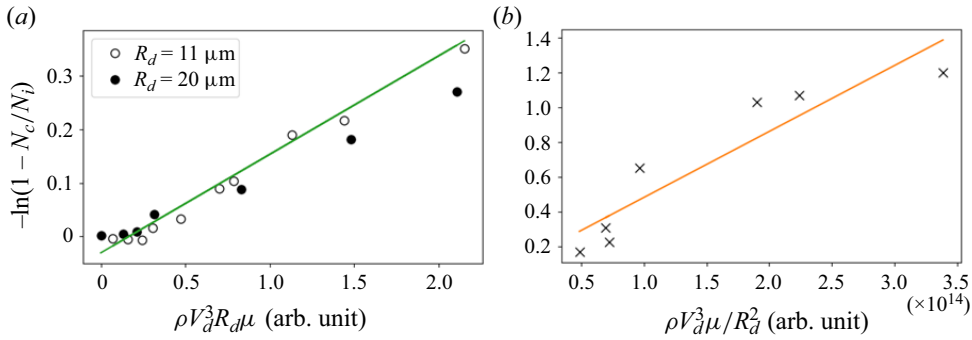 (a)
R_d = 11 μm
R_d = 20 μm
−ln(1 − N_c/N_i)
0.3
0.2
0.1
0
0 0.5 1.0 1.5 2.0
ρV_d^3R_dμ (arb. unit)
(b)
1.4
1.2
1.0
0.8
0.6
0.4
0.2
0.5 1.0 1.5 2.0 2.5 3.0 3.5
(×10^14)
ρV_d^3μ/R_d^2 (arb. unit)